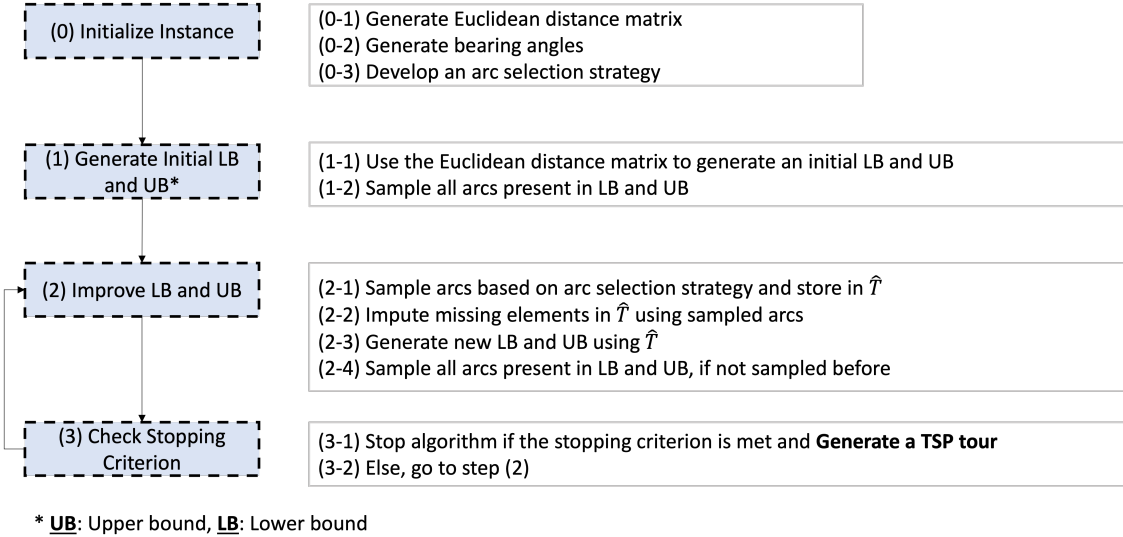 (0) Initialize Instance
(0-1) Generate Euclidean distance matrix
(0-2) Generate bearing angles
(0-3) Develop an arc selection strategy
(1) Generate Initial LB
and UB*
(1-1) Use the Euclidean distance matrix to generate an initial LB and UB
(1-2) Sample all arcs present in LB and UB
(2) Improve LB and UB
(2-1) Sample arcs based on arc selection strategy and store in T̂
(2-2) Impute missing elements in T̂ using sampled arcs
(2-3) Generate new LB and UB using T̂
(2-4) Sample all arcs present in LB and UB, if not sampled before
(3) Check Stopping
Criterion
(3-1) Stop algorithm if the stopping criterion is met and Generate a TSP tour
(3-2) Else, go to step (2)
* UB: Upper bound, LB: Lower bound